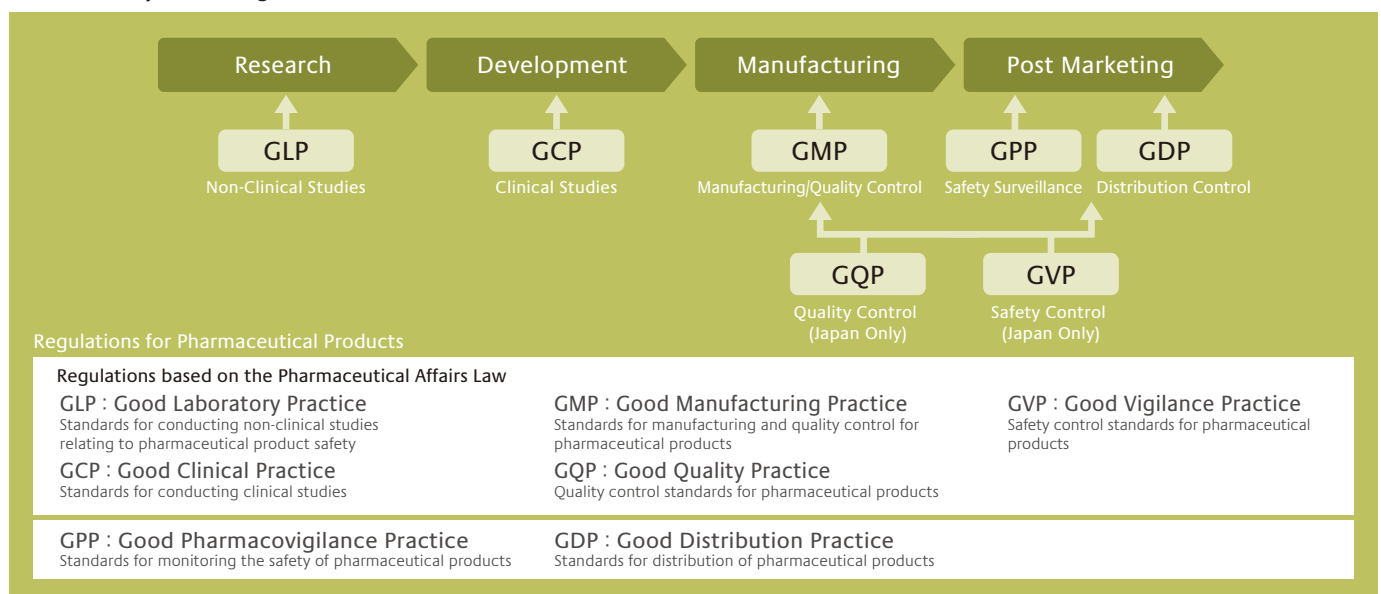 Research
Development
Manufacturing
Post Marketing
GLP
GCP
GMP
GPP
GDP
Non-Clinical Studies
Clinical Studies
Manufacturing/Quality Control
Safety Surveillance
Distribution Control
GQP
GVP
Quality Control
(Japan Only)
Safety Control
(Japan Only)
Regulations for Pharmaceutical Products
Regulations based on the Pharmaceutical Affairs Law
GLP : Good Laboratory Practice
Standards for conducting non-clinical studies
relating to pharmaceutical product safety
GCP : Good Clinical Practice
Standards for conducting clinical studies
GMP : Good Manufacturing Practice
Standards for manufacturing and quality control for
pharmaceutical products
GQP : Good Quality Practice
Quality control standards for pharmaceutical products
GVP : Good Vigilance Practice
Safety control standards for pharmaceutical
products
GPP : Good Pharmacovigilance Practice
Standards for monitoring the safety of pharmaceutical products
GDP : Good Distribution Practice
Standards for distribution of pharmaceutical products